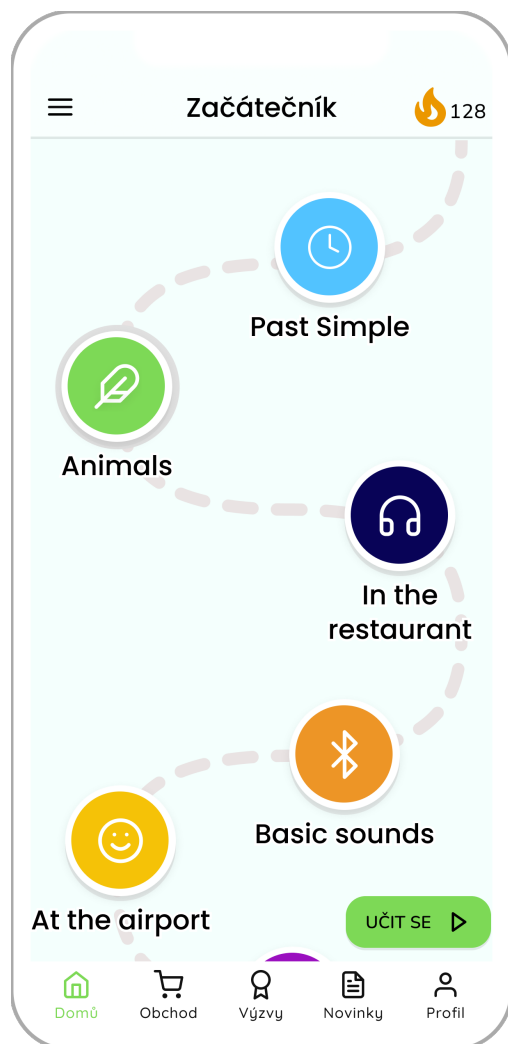 Začátečník
128
Past Simple
Animals
In the
restaurant
Basic sounds
At the airport
UČIT SE
Domů
Obchod
Výzvy
Novinky
Profil